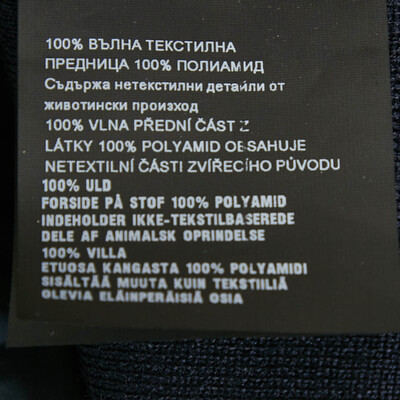 100% ВЪЛНА ТЕКСТИЛНА
ПРЕДНИЦА 100% ПОЛИАМИД
Съдържа нетекстилни детайли от
животински произход
100% VLNA PŘEDNÍ ČÁST Z
LÁTKY 100% POLYAMID OBSAHUJE
NETEXTILNÍ ČÁSTI ZVÍŘECÍHO PŮVODU
100% ULD
FORSIDE PÅ STOF 100% POLYAMID
INDEHOLDER IKKE-TEKSTILBASEREDE
DELE AF ANIMALSK OPRINDELSE
100% VILLA
ETUOSA KANGASTA 100% POLYAMIDI
SISÄLTÄÄ MUUTA KUIN TEKSTIILIÄ
OLEVIA ELÄINPERÄISIÄ OSIA